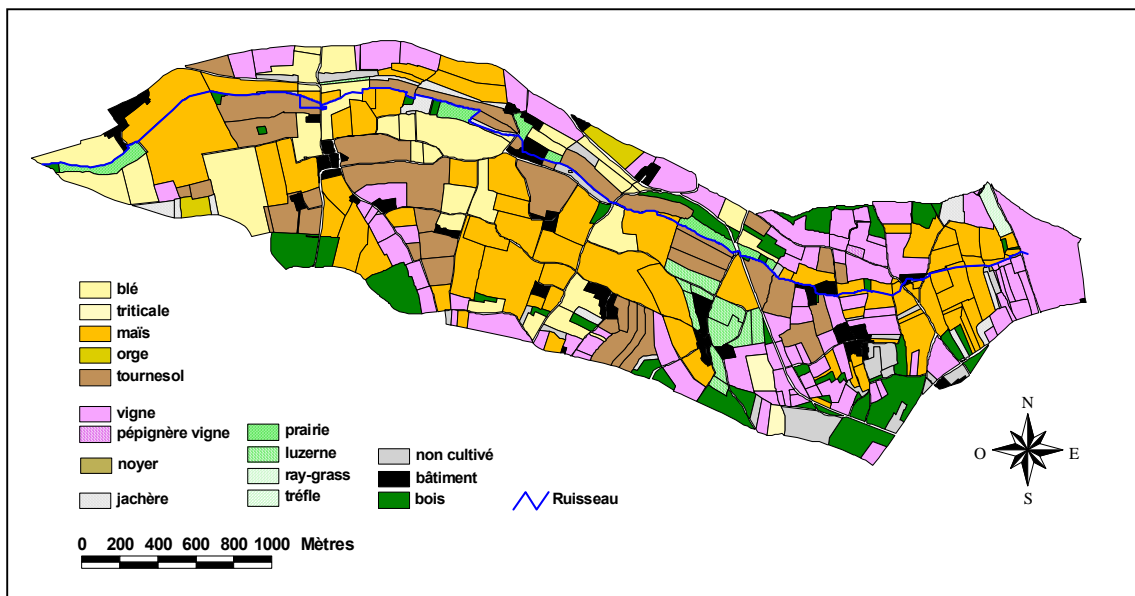 blé
triticale
maïs
orge
tournesol
vigne
pépignère vigne
noyer
jachère
prairie
luzerne
ray-grass
tréfle
non cultivé
bâtiment
bois
Ruisseau
N
O E
S
0 200 400 600 800 1000 Mètres